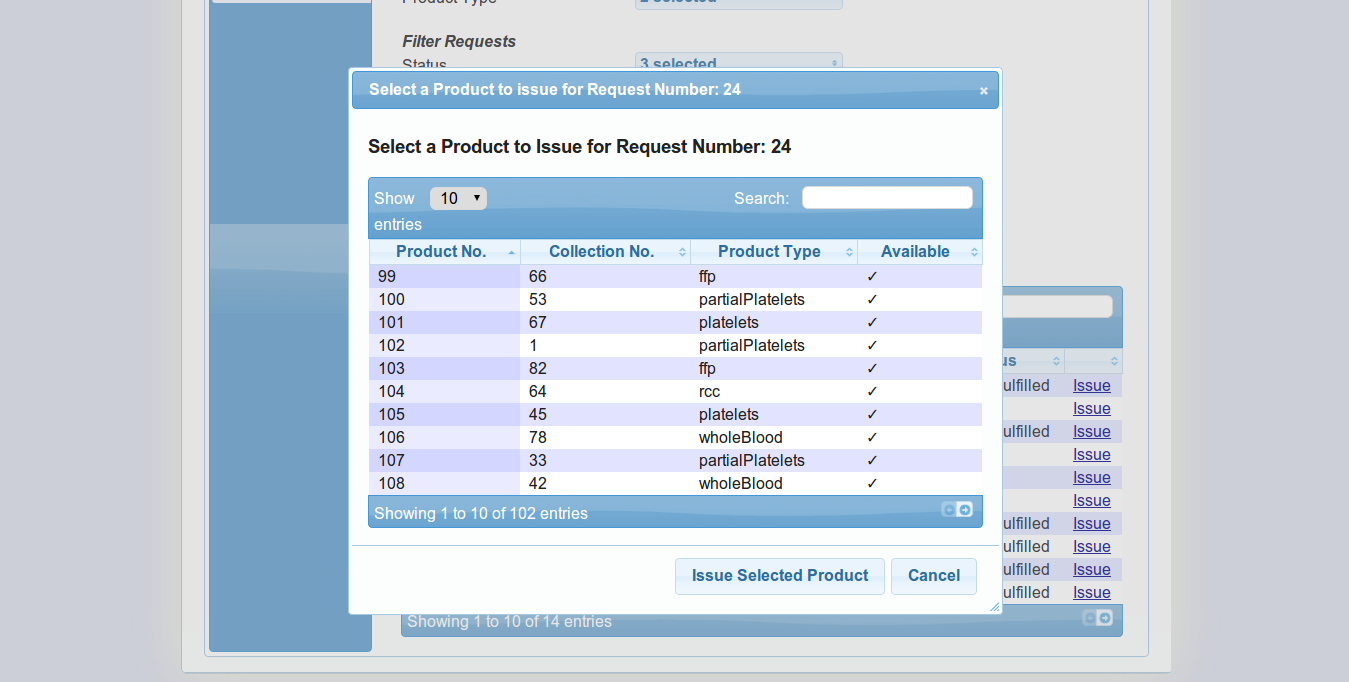 Product Type 2 selected
Filter Requests
Status 3 selected
Select a Product to issue for Request Number: 24 ×
Select a Product to Issue for Request Number: 24
Show 10 entries Search:
Product No. Collection No. Product Type Available
99 66 ffp ✓
100 53 partialPlatelets ✓
101 67 platelets ✓
102 1 partialPlatelets ✓
103 82 ffp ✓
104 64 rcc ✓
105 45 platelets ✓
106 78 wholeBlood ✓
107 33 partialPlatelets ✓
108 42 wholeBlood ✓
Showing 1 to 10 of 102 entries
Issue Selected Product Cancel
us
ulfilled Issue
Issue
ulfilled Issue
Issue
Issue
Issue
ulfilled Issue
ulfilled Issue
ulfilled Issue
ulfilled Issue
Showing 1 to 10 of 14 entries